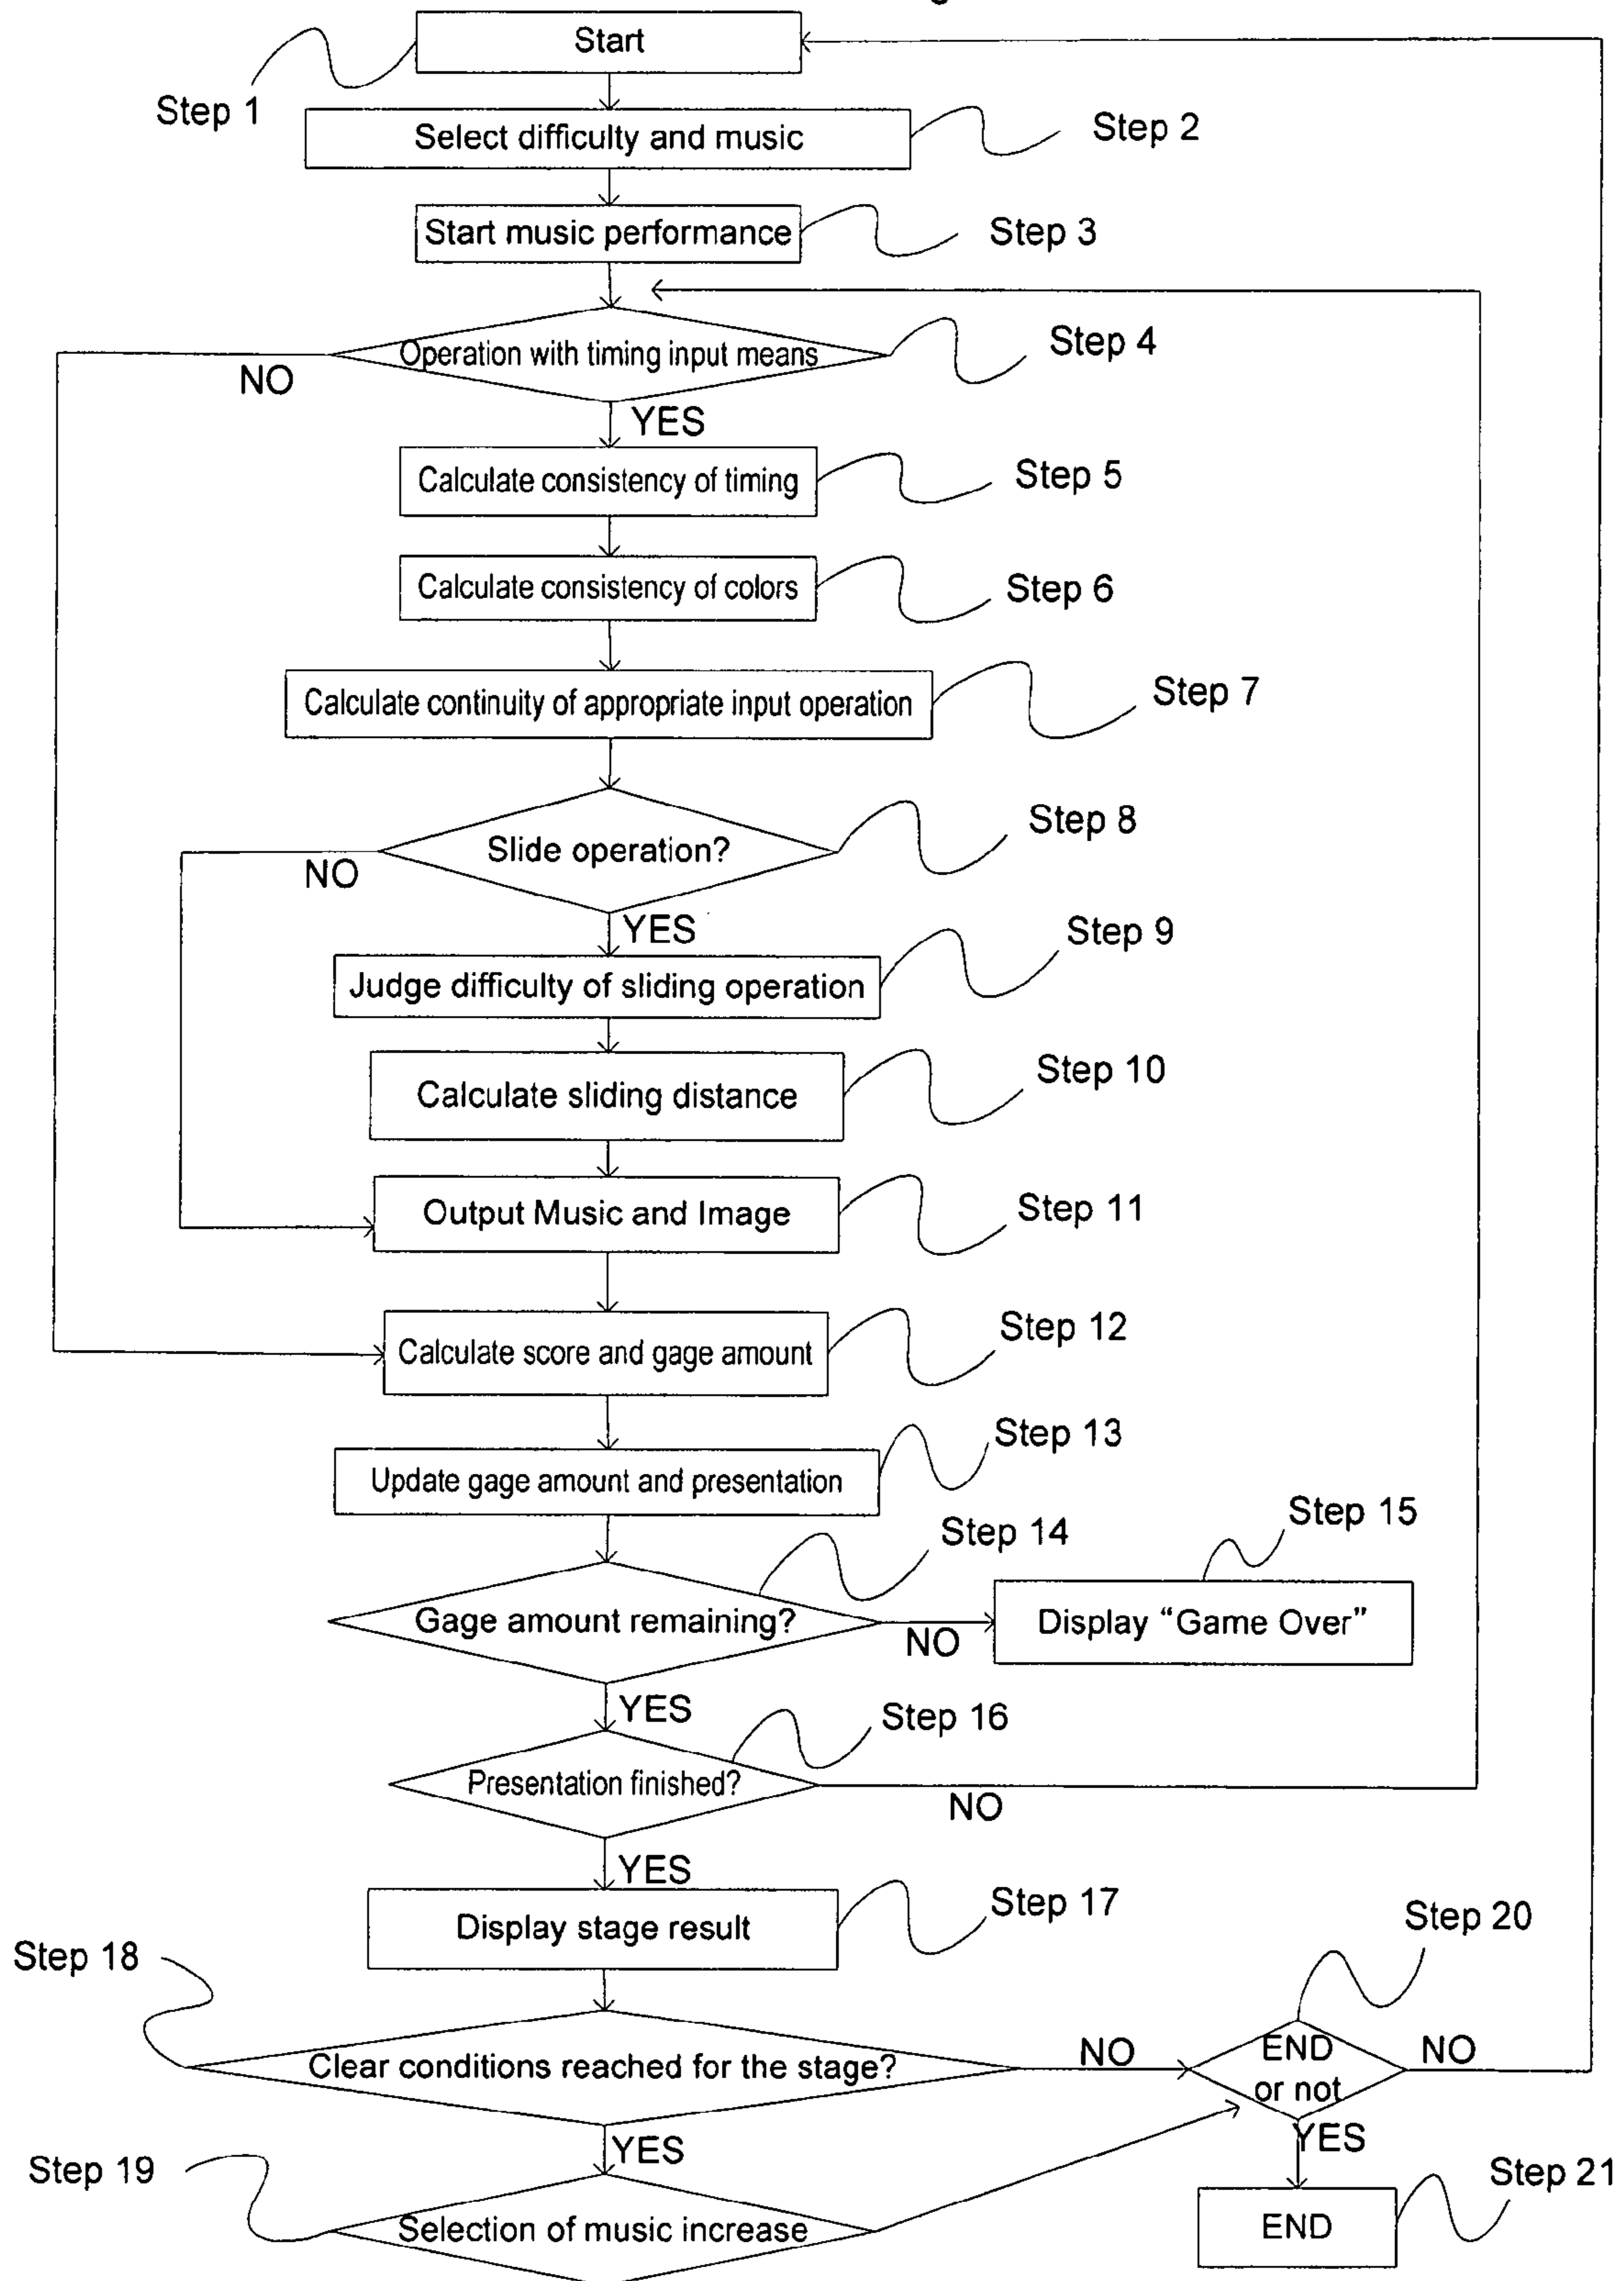 Start
Step 1
Select difficulty and music
Step 2
Start music performance
Step 3
Operation with timing input means
Step 4
NO
YES
Calculate consistency of timing
Step 5
Calculate consistency of colors
Step 6
Calculate continuity of appropriate input operation
Step 7
Slide operation?
Step 8
NO
YES
Judge difficulty of sliding operation
Step 9
Calculate sliding distance
Step 10
Output Music and Image
Step 11
Calculate score and gage amount
Step 12
Update gage amount and presentation
Step 13
Gage amount remaining?
Step 14
NO
Display “Game Over”
Step 15
YES
Presentation finished?
Step 16
NO
YES
Display stage result
Step 17
Step 18
Clear conditions reached for the stage?
NO
Step 20
END
or not
NO
YES
YES
Step 19
Selection of music increase
END
Step 21